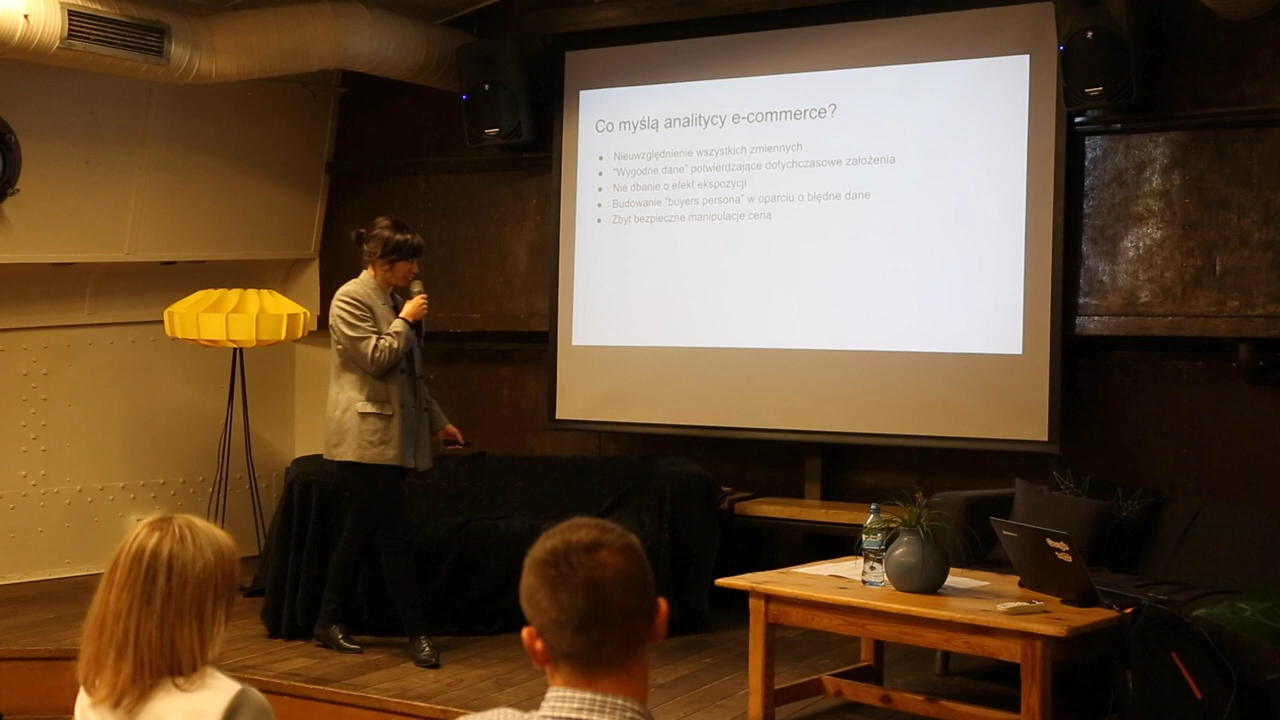 Co myślą analitycy e-commerce?
● Nieuwzględnienie wszystkich zmiennych
● "Wygodne dane" potwierdzające dotychczasowe założenia
● Nie dbanie o efekt ekspozycji
● Budowanie "buyers persona" w oparciu o błędne dane
● Zbyt bezpieczne manipulacje ceną